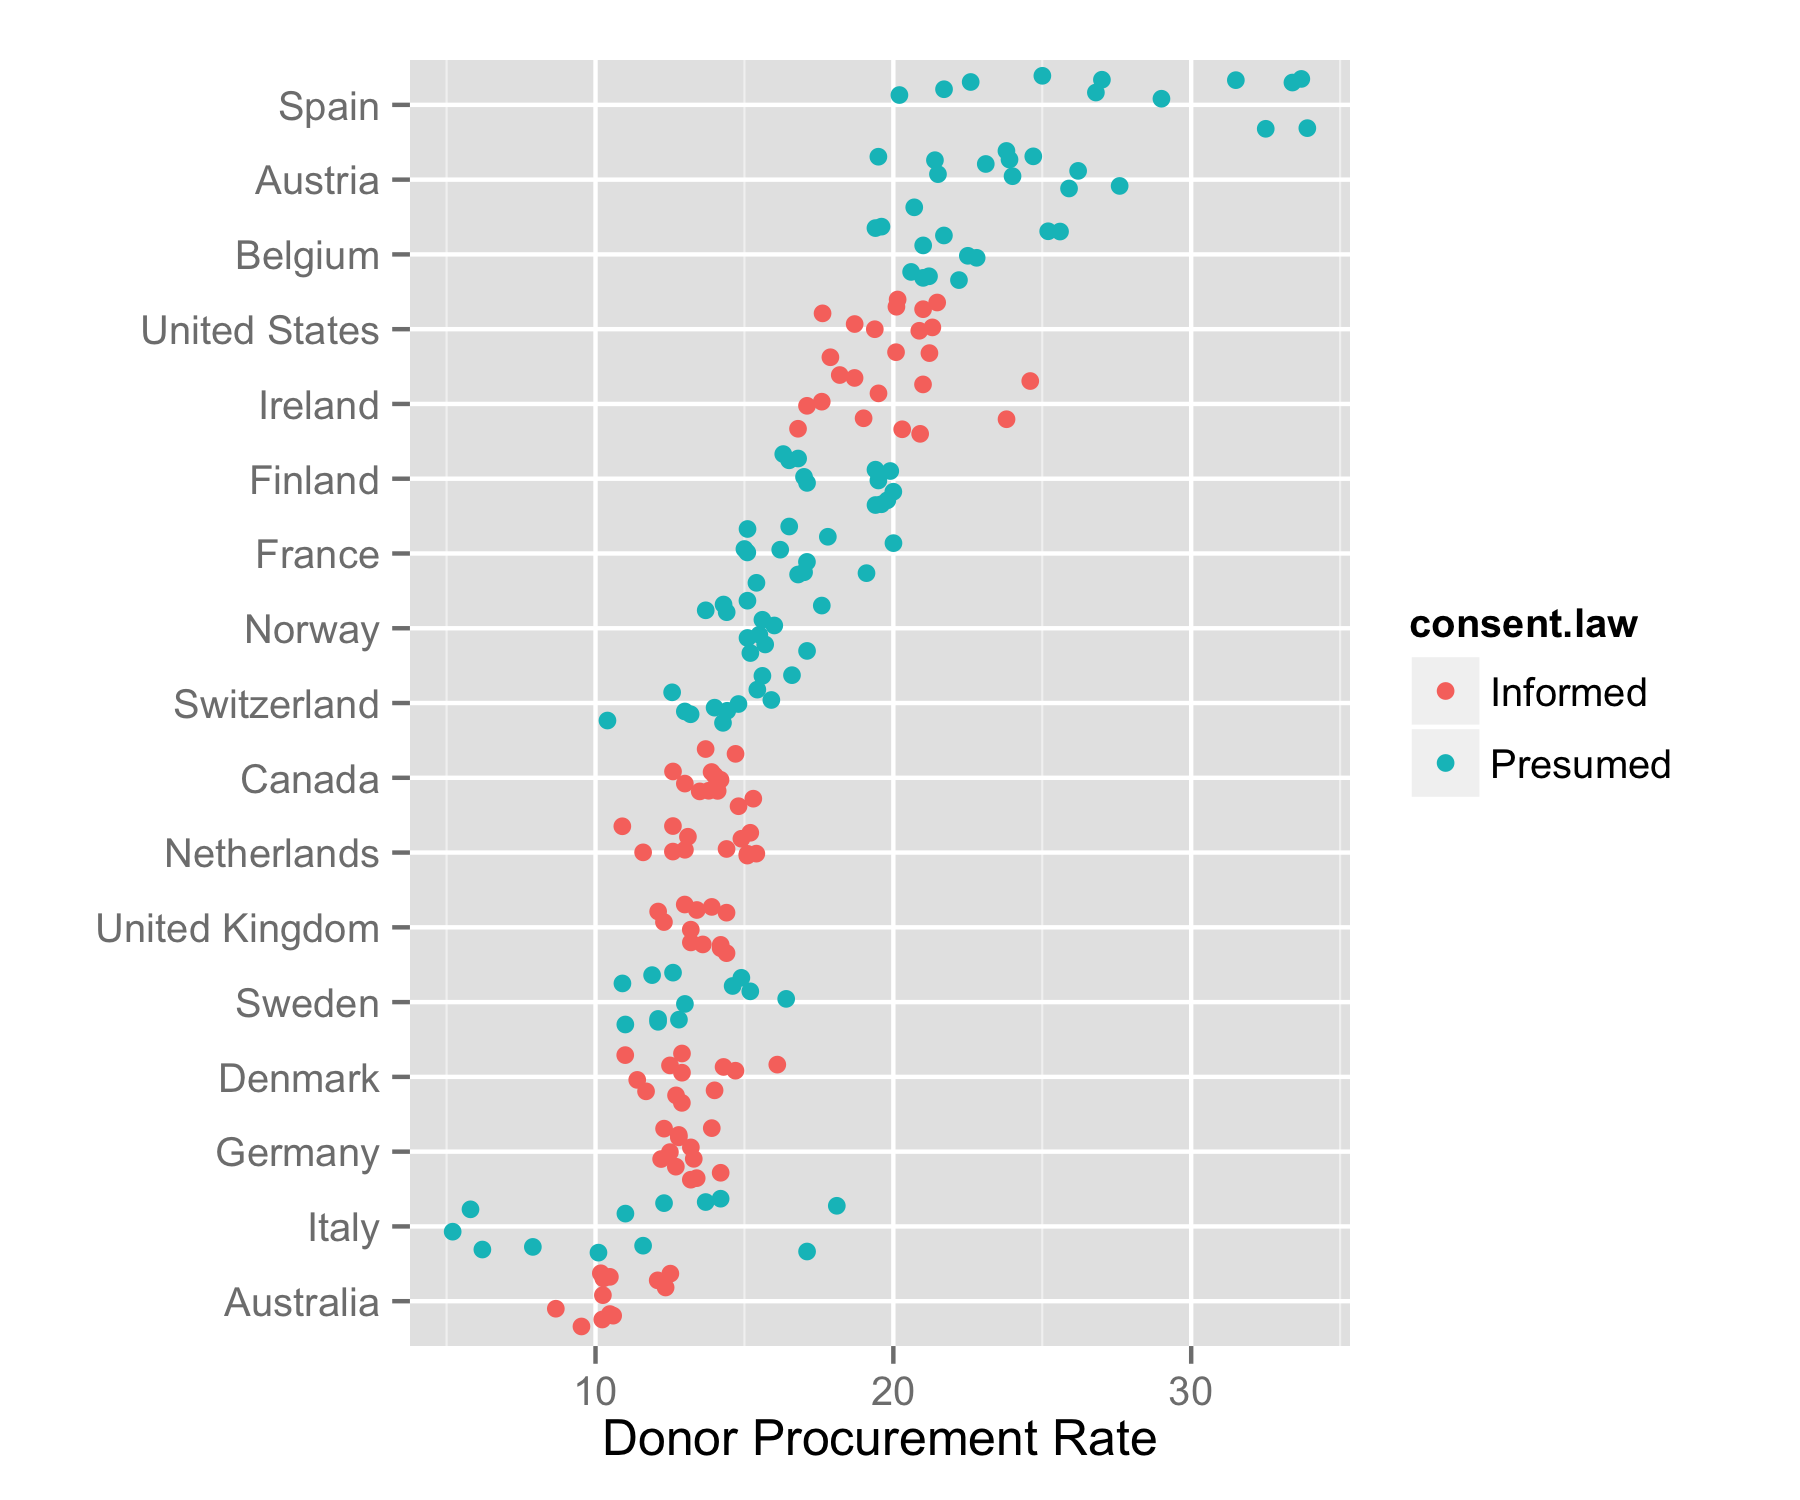 Spain
Austria
Belgium
United States
Ireland
Finland
France
Norway
Switzerland
Canada
Netherlands
United Kingdom
Sweden
Denmark
Germany
Italy
Australia
10 20 30
Donor Procurement Rate
consent.law
Informed
Presumed